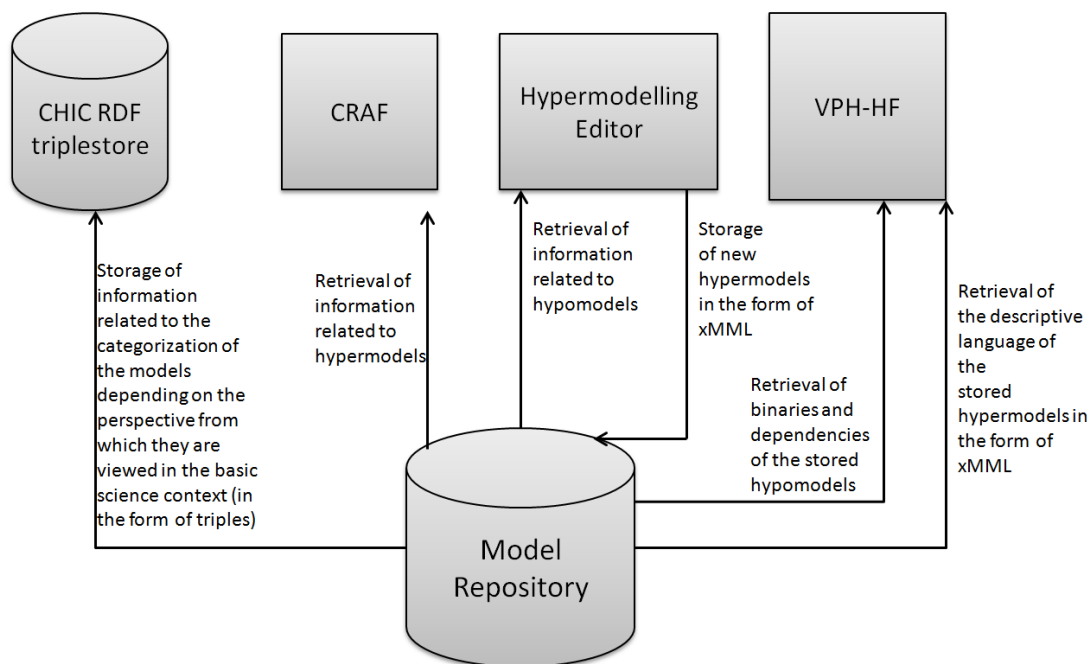 CHIC RDF
triplestore
CRAF
Hypermodelling
Editor
VPH-HF
Storage of
information
related to the
categorization of
the models
depending on the
perspective from
which they are
viewed in the basic
science context (in
the form of triples)
Retrieval of
information
related to
hypermodels
Retrieval of
information
related to
hypomodels
Storage
of new
hypermodels
in the form of
xMML
Retrieval of
binaries and
dependencies
of the stored
hypomodels
Retrieval of
the descriptive
language of
the
stored
hypermodels in
the form of
xMML
Model
Repository